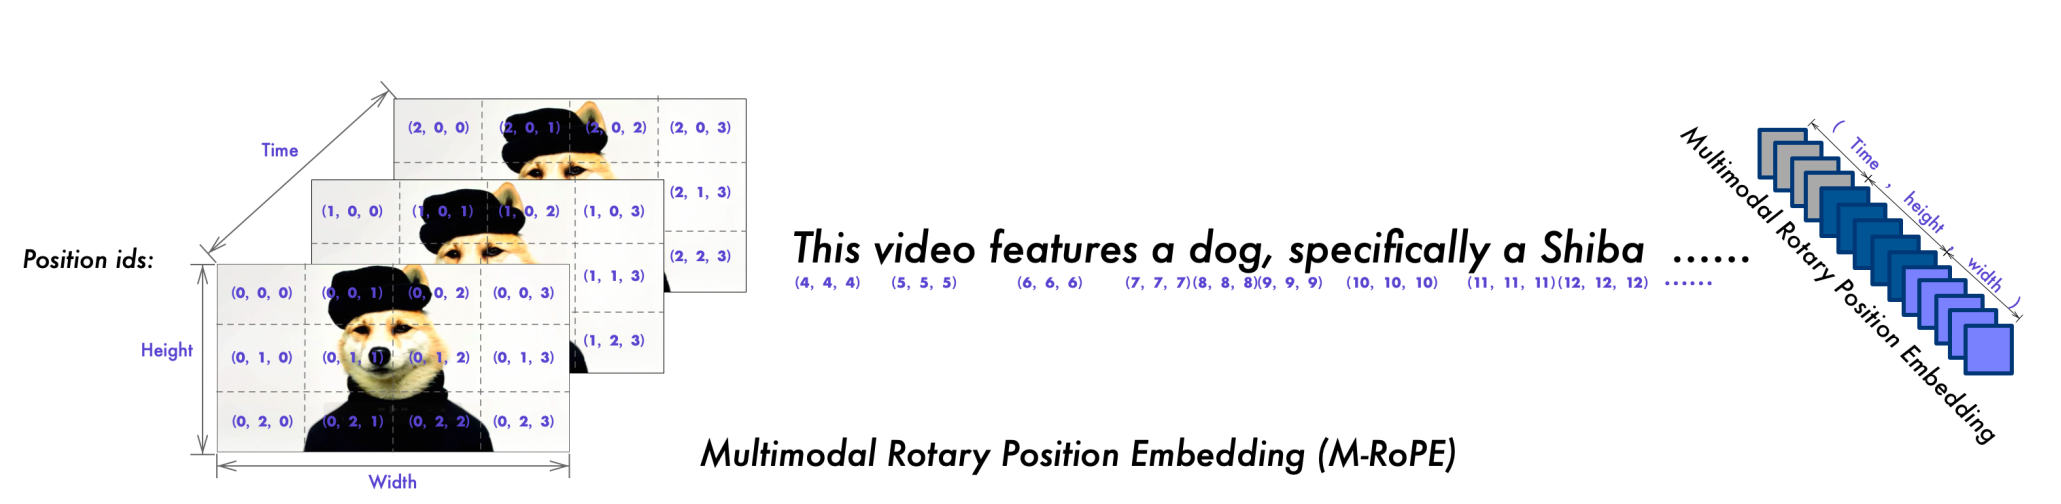 Position ids:
Time
Height
Width
(2, 0, 0) (2, 0, 1) (2, 0, 2) (2, 0, 3)
(2, 1, 3)
(2, 2, 3)
(1, 0, 0) (1, 0, 1) (1, 0, 2) (1, 0, 3)
(1, 1, 3)
(1, 2, 3)
(0, 0, 0) (0, 0, 1) (0, 0, 2) (0, 0, 3)
(0, 1, 0) (0, 1, 1) (0, 1, 2) (0, 1, 3)
(0, 2, 0) (0, 2, 1) (0, 2, 2) (0, 2, 3)
This video features a dog, specifically a Shiba ......
(4, 4, 4) (5, 5, 5) (6, 6, 6) (7, 7, 7) (8, 8, 8) (9, 9, 9) (10, 10, 10) (11, 11, 11) (12, 12, 12) ......
( Time , height , width )
Multimodal Rotary Position Embedding
Multimodal Rotary Position Embedding (M-RoPE)